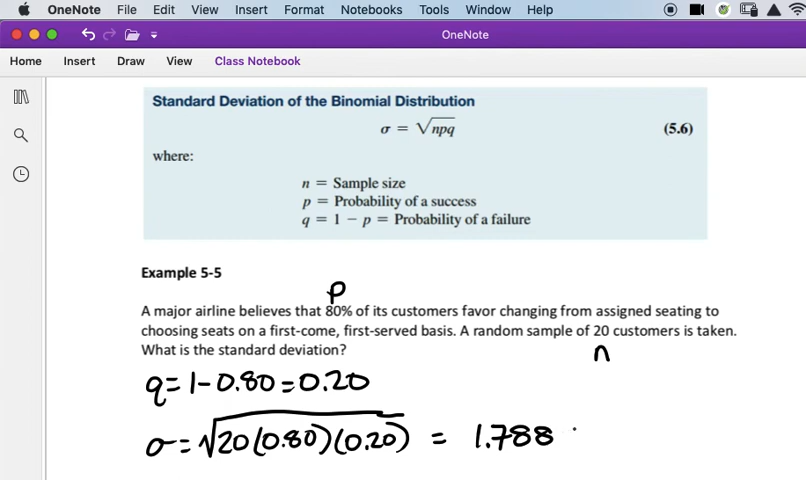 OneNote File Edit View Insert Format Notebooks Tools Window Help
OneNote
Home Insert Draw View Class Notebook
Standard Deviation of the Binomial Distribution
σ = √npq (5.6)
where:
n = Sample size
p = Probability of a success
q = 1 − p = Probability of a failure
Example 5-5
p
A major airline believes that 80% of its customers favor changing from assigned seating to
choosing seats on a first-come, first-served basis. A random sample of 20 customers is taken.
What is the standard deviation?
n
q = 1 - 0.80 = 0.20
σ = √20(0.80)(0.20) = 1.788